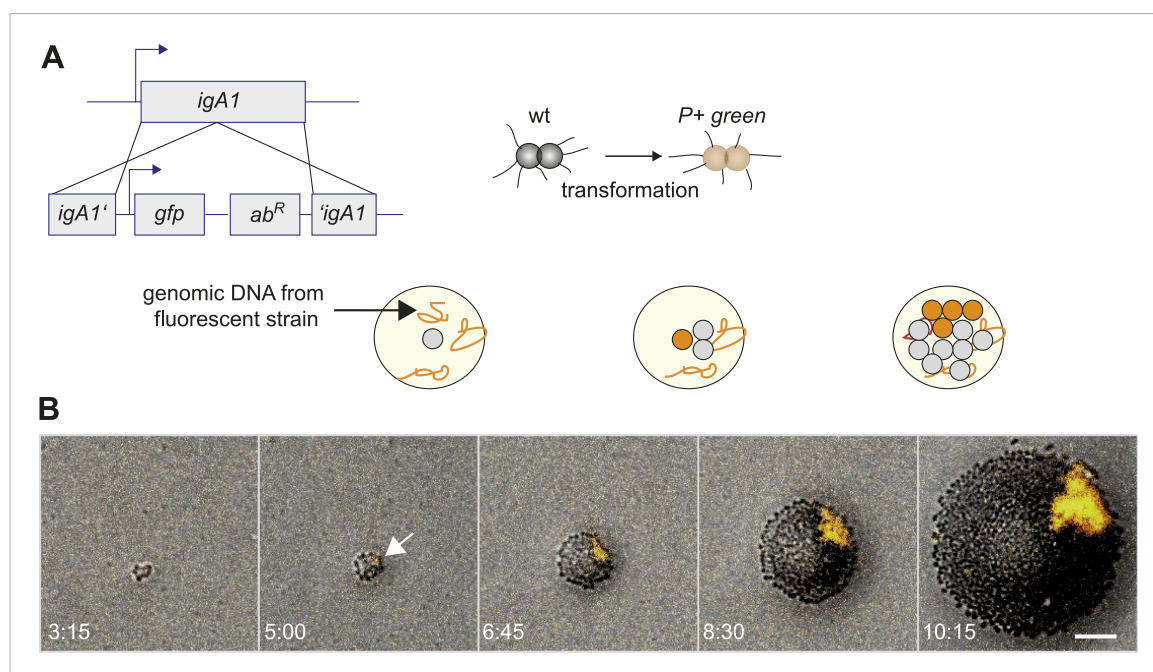 A
igA1
igA1‘
gfp
abR
‘igA1
wt
P+ green
transformation
genomic DNA from
fluorescent strain
B
3:15
5:00
6:45
8:30
10:15